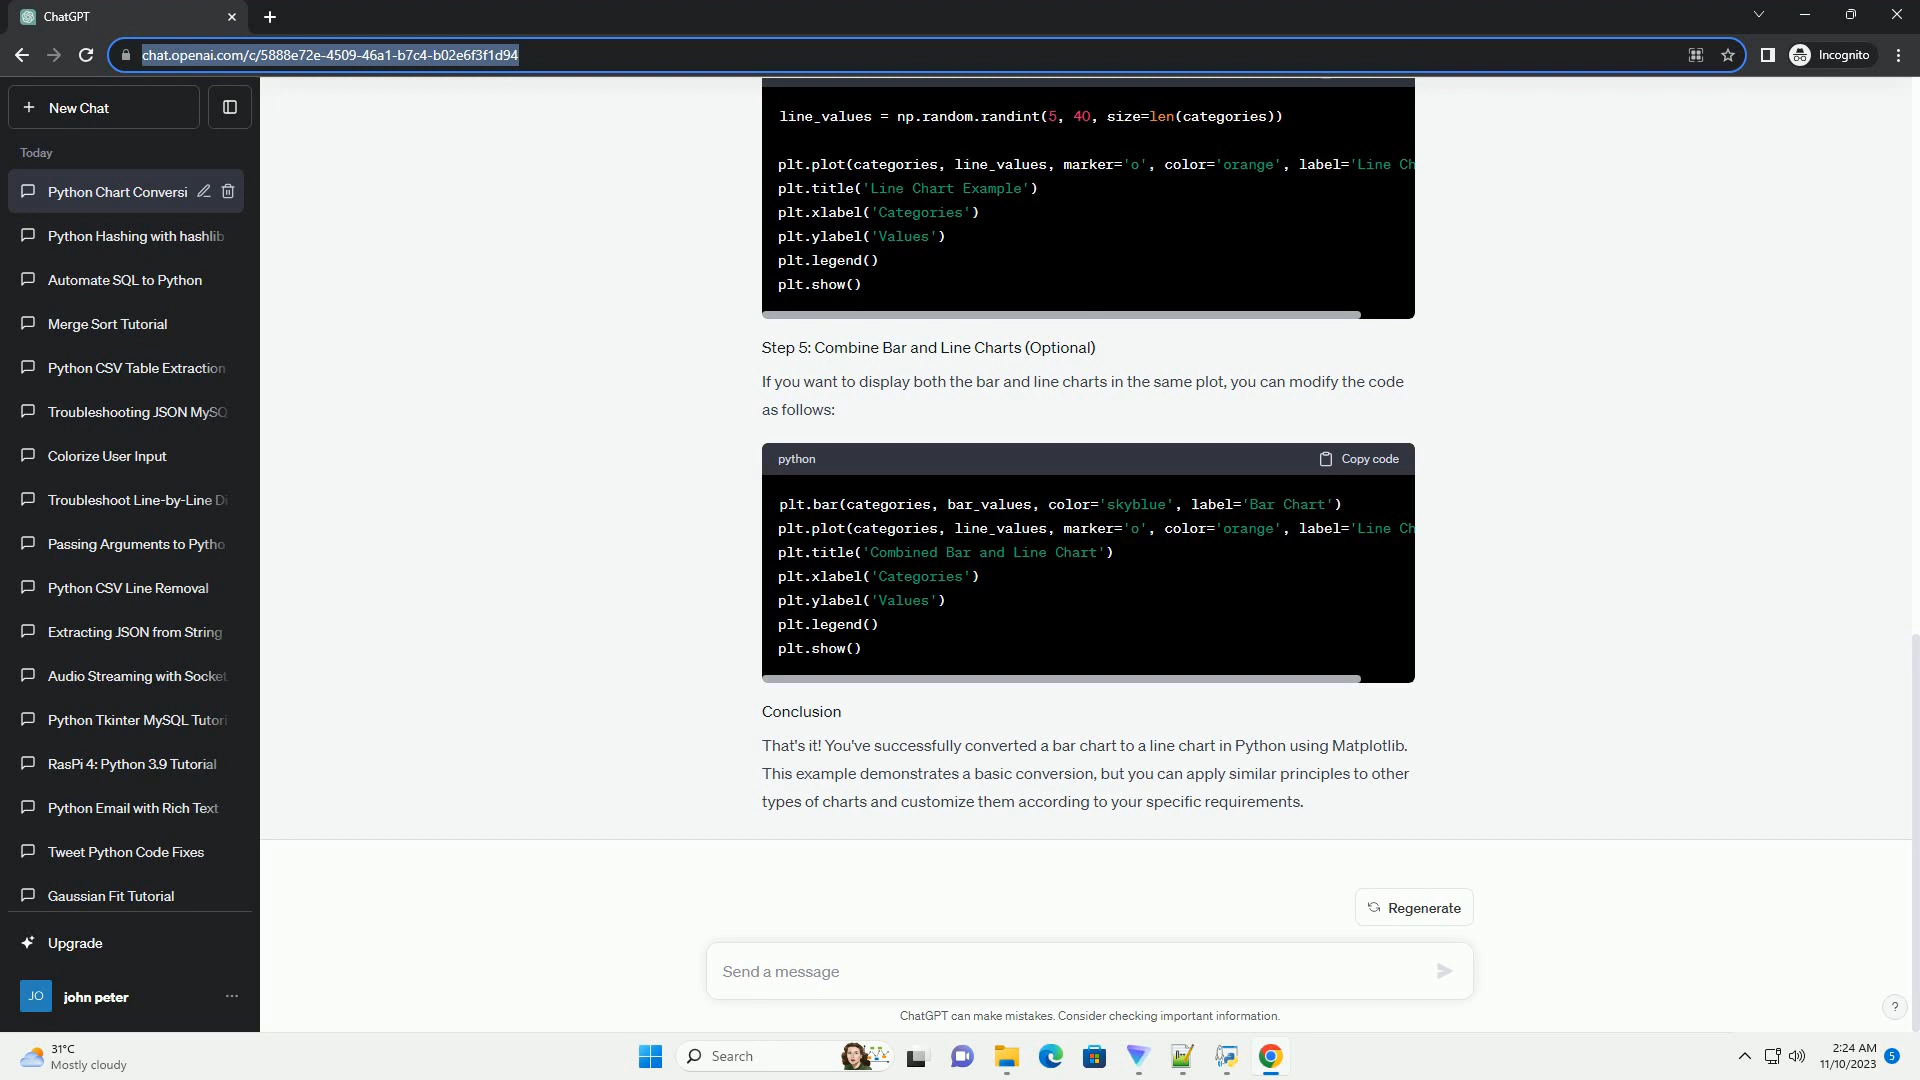 ChatGPT
chat.openai.com/c/5888e72e-4509-46a1-b7c4-b02e6f3f1d94
Incognito
New Chat
Today
Python Chart Conversi
Python Hashing with hashlib
Automate SQL to Python
Merge Sort Tutorial
Python CSV Table Extraction
Troubleshooting JSON MySQ
Colorize User Input
Troubleshoot Line-by-Line Di
Passing Arguments to Pytho
Python CSV Line Removal
Extracting JSON from String
Audio Streaming with Socket
Python Tkinter MySQL Tutori
RasPi 4: Python 3.9 Tutorial
Python Email with Rich Text
Tweet Python Code Fixes
Gaussian Fit Tutorial
Upgrade
JO john peter
line_values = np.random.randint(5, 40, size=len(categories))
plt.plot(categories, line_values, marker='o', color='orange', label='Line Ch
plt.title('Line Chart Example')
plt.xlabel('Categories')
plt.ylabel('Values')
plt.legend()
plt.show()
Step 5: Combine Bar and Line Charts (Optional)
If you want to display both the bar and line charts in the same plot, you can modify the code
as follows:
python Copy code
plt.bar(categories, bar_values, color='skyblue', label='Bar Chart')
plt.plot(categories, line_values, marker='o', color='orange', label='Line Ch
plt.title('Combined Bar and Line Chart')
plt.xlabel('Categories')
plt.ylabel('Values')
plt.legend()
plt.show()
Conclusion
That's it! You've successfully converted a bar chart to a line chart in Python using Matplotlib.
This example demonstrates a basic conversion, but you can apply similar principles to other
types of charts and customize them according to your specific requirements.
Regenerate
Send a message
ChatGPT can make mistakes. Consider checking important information.
?
31°C
Mostly cloudy
Search
2:24 AM
11/10/2023
5